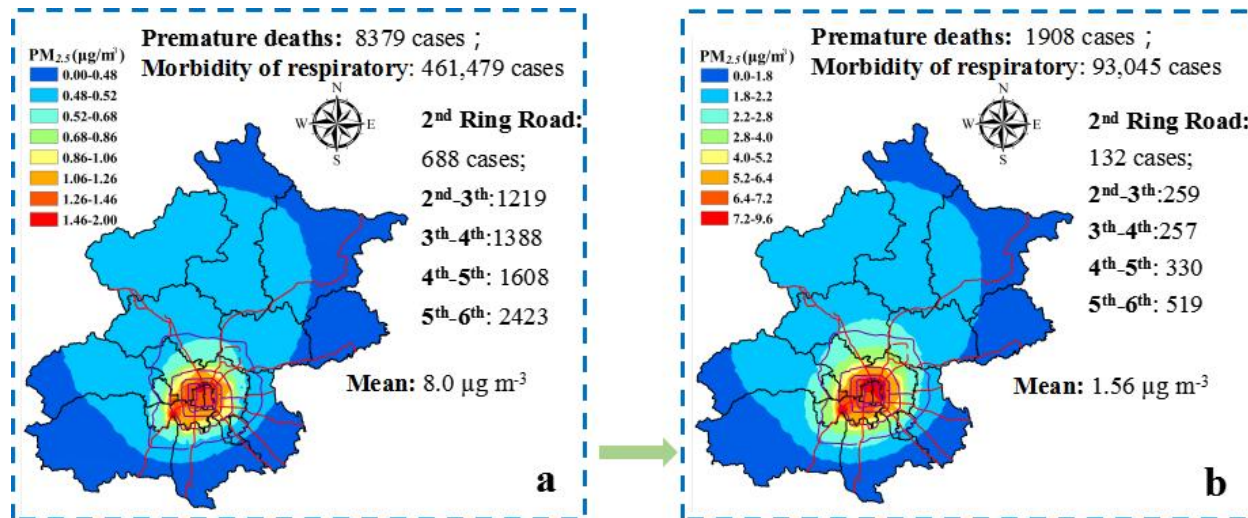 Premature deaths: 8379 cases ;
PM2.5 (µg/m3) Morbidity of respiratory: 461,479 cases
0.00-0.48
0.48-0.52
0.52-0.68
0.68-0.86
0.86-1.06
1.06-1.26
1.26-1.46
1.46-2.00
N
W E
S
2nd Ring Road:
688 cases;
2nd-3th:1219
3th-4th:1388
4th-5th: 1608
5th-6th: 2423
Mean: 8.0 µg m-3
a
Premature deaths: 1908 cases ;
PM2.5 (µg/m3) Morbidity of respiratory: 93,045 cases
0.0-1.8
1.8-2.2
2.2-2.8
2.8-4.0
4.0-5.2
5.2-6.4
6.4-7.2
7.2-9.6
N
W E
S
2nd Ring Road:
132 cases;
2nd-3th:259
3th-4th:257
4th-5th: 330
5th-6th: 519
Mean: 1.56 µg m-3
b